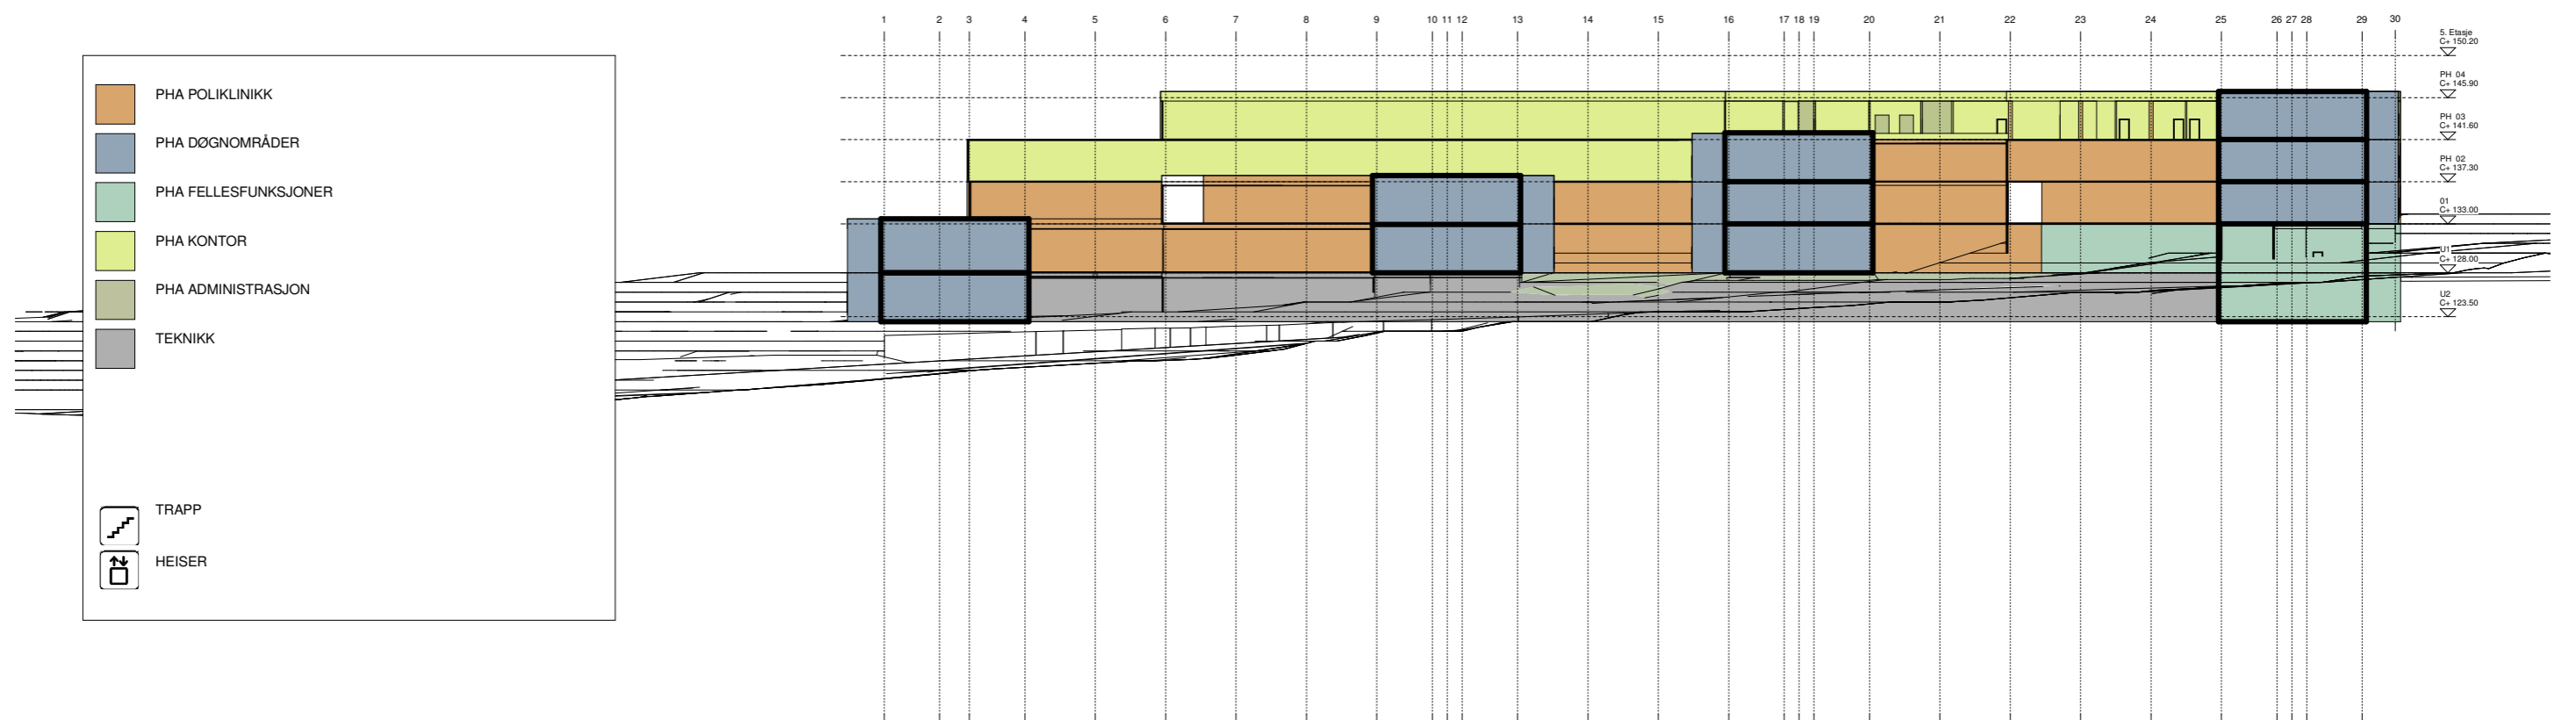 1 2 3 4 5 6 7 8 9 10 11 12 13 14 15 16 17 18 19 20 21 22 23 24 25 26 27 28 29 30
5. Etasje
C+ 150.20
PH 04
C+ 145.90
PH 03
C+ 141.60
PH 02
C+ 137.30
01
C+ 133.00
U1
C+ 128.00
U2
C+ 123.50
PHA POLIKLINIKK
PHA DØGNOMRÅDER
PHA FELLESFUNKSJONER
PHA KONTOR
PHA ADMINISTRASJON
TEKNIKK
TRAPP
HEISER